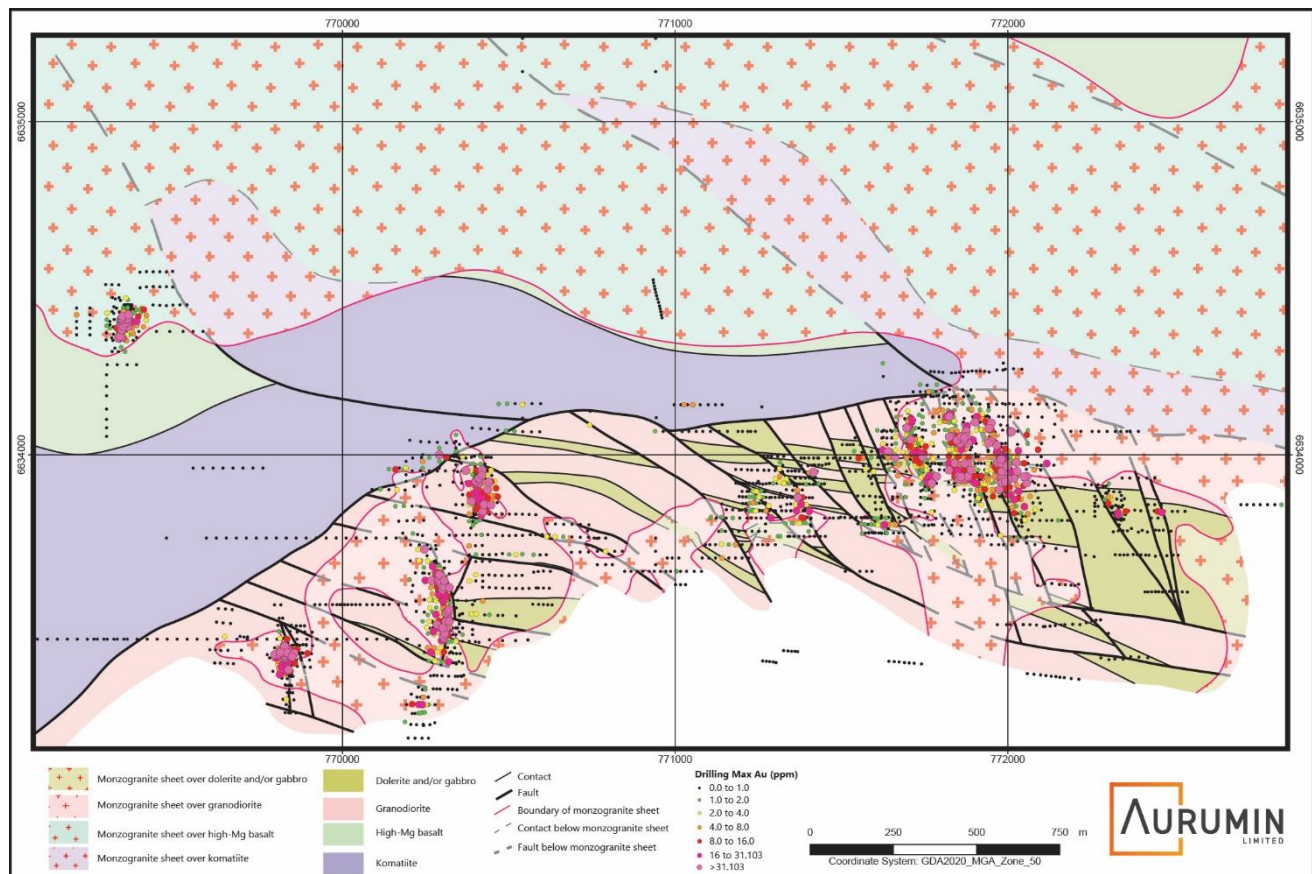 770000
771000
772000
6635000
6635000
6634000
6634000
770000
771000
772000
Monzogranite sheet over dolerite and/or gabbro
Monzogranite sheet over granodiorite
Monzogranite sheet over high-Mg basalt
Monzogranite sheet over komatiite
Dolerite and/or gabbro
Granodiorite
High-Mg basalt
Komatiite
Contact
Fault
Boundary of monzogranite sheet
Contact below monzogranite sheet
Fault below monzogranite sheet
Drilling Max Au (ppm)
0.0 to 1.0
1.0 to 2.0
2.0 to 4.0
4.0 to 8.0
8.0 to 16.0
16 to 31.103
>31.103
0 250 500 750 m
Coordinate System: GDA2020_MGA_Zone_50
AURUMIN
LIMITED